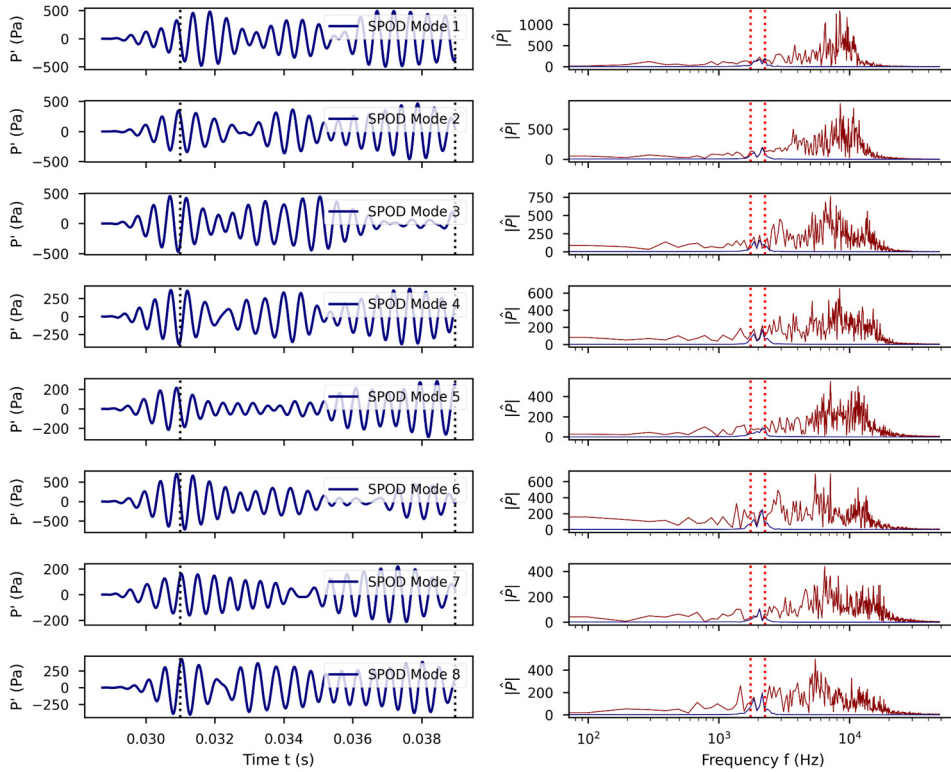 500
0
−500
P' (Pa)
SPOD Mode 1
1000
500
0
|P̂|
500
0
−500
P' (Pa)
SPOD Mode 2
500
0
|P̂|
500
0
−500
P' (Pa)
SPOD Mode 3
750
500
250
0
|P̂|
250
0
−250
P' (Pa)
SPOD Mode 4
600
400
200
0
|P̂|
200
0
−200
P' (Pa)
SPOD Mode 5
400
200
0
|P̂|
500
0
−500
P' (Pa)
SPOD Mode 6
600
400
200
0
|P̂|
200
0
−200
P' (Pa)
SPOD Mode 7
400
200
0
|P̂|
250
0
−250
P' (Pa)
SPOD Mode 8
400
200
0
|P̂|
0.030 0.032 0.034 0.036 0.038
Time t (s)
10² 10³ 10⁴
Frequency f (Hz)